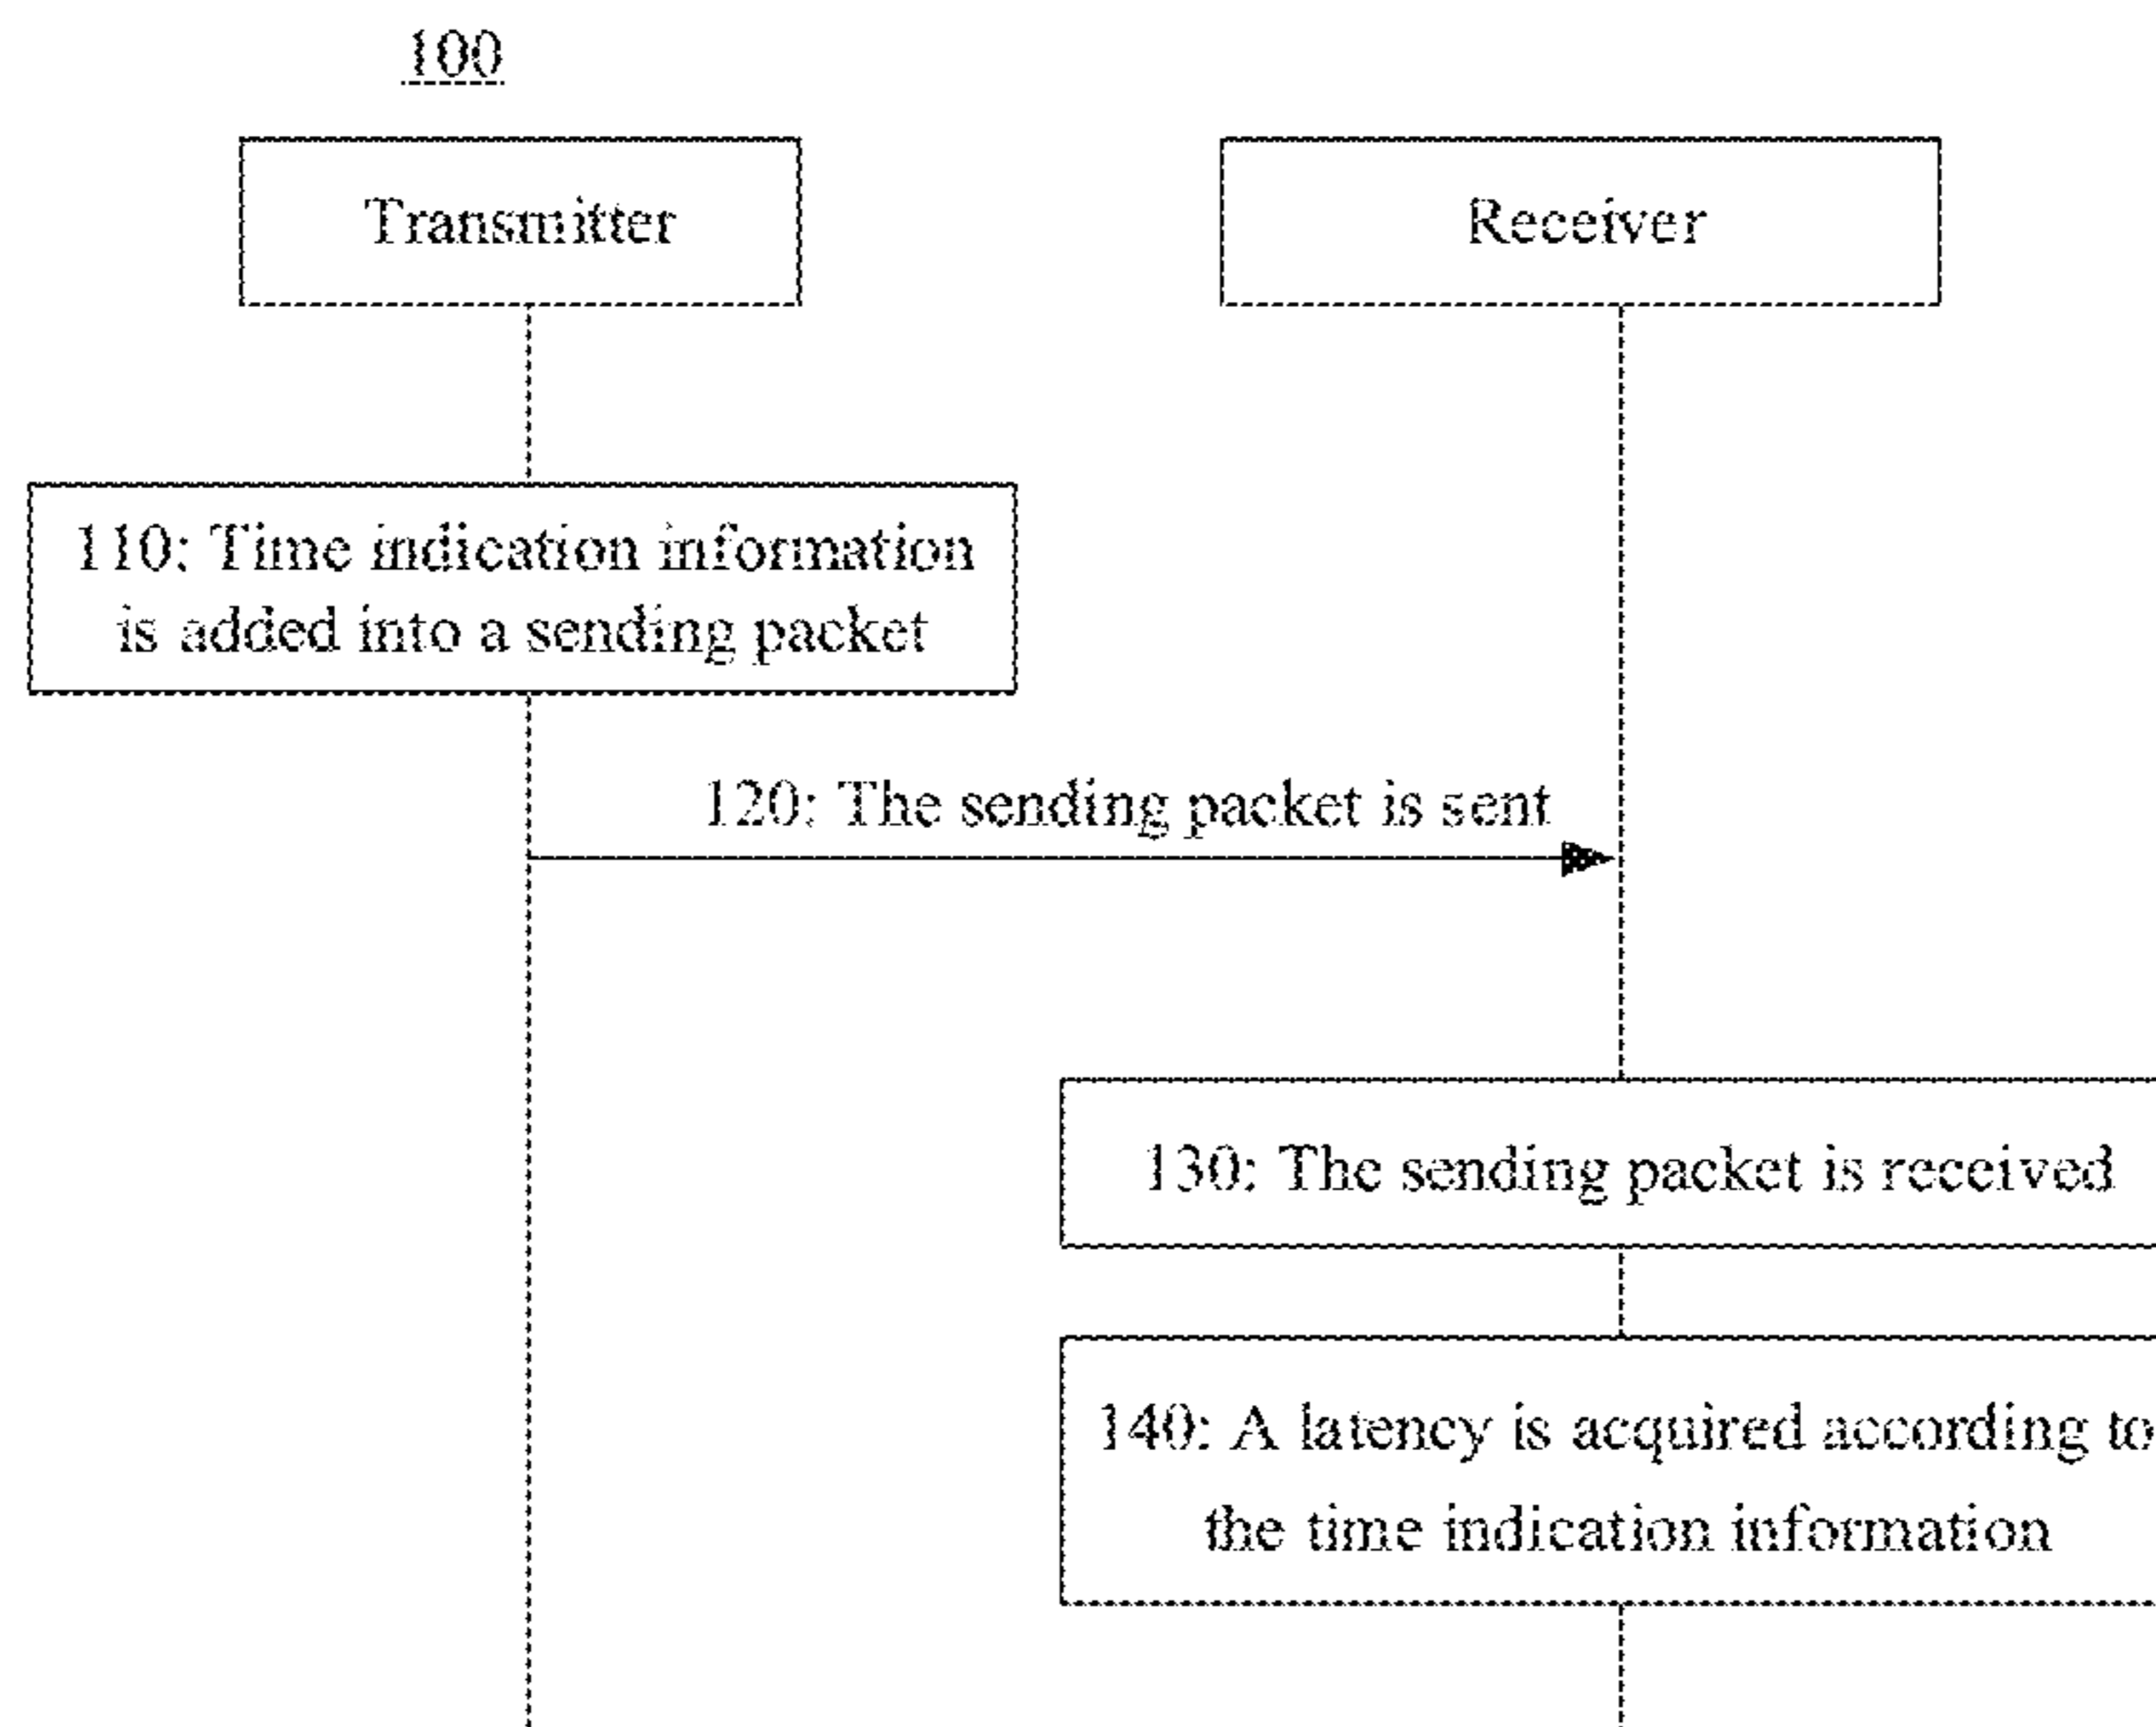 100
Transmitter
Receiver
110: Time indication information
is added into a sending packet
120: The sending packet is sent
130: The sending packet is received
140: A latency is acquired according to
the time indication information